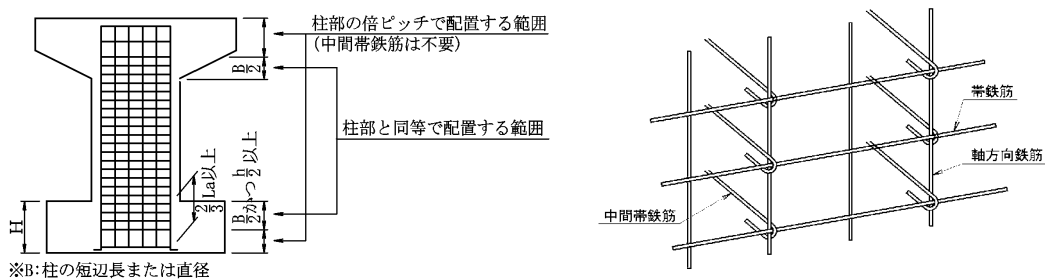 柱部の倍ピッチで配置する範囲
(中間帯鉄筋は不要)
B/2
柱部と同等で配置する範囲
2/3 La以上
B/2かつh/2以上
H
※B:柱の短辺長または直径
帯鉄筋
軸方向鉄筋
中間帯鉄筋